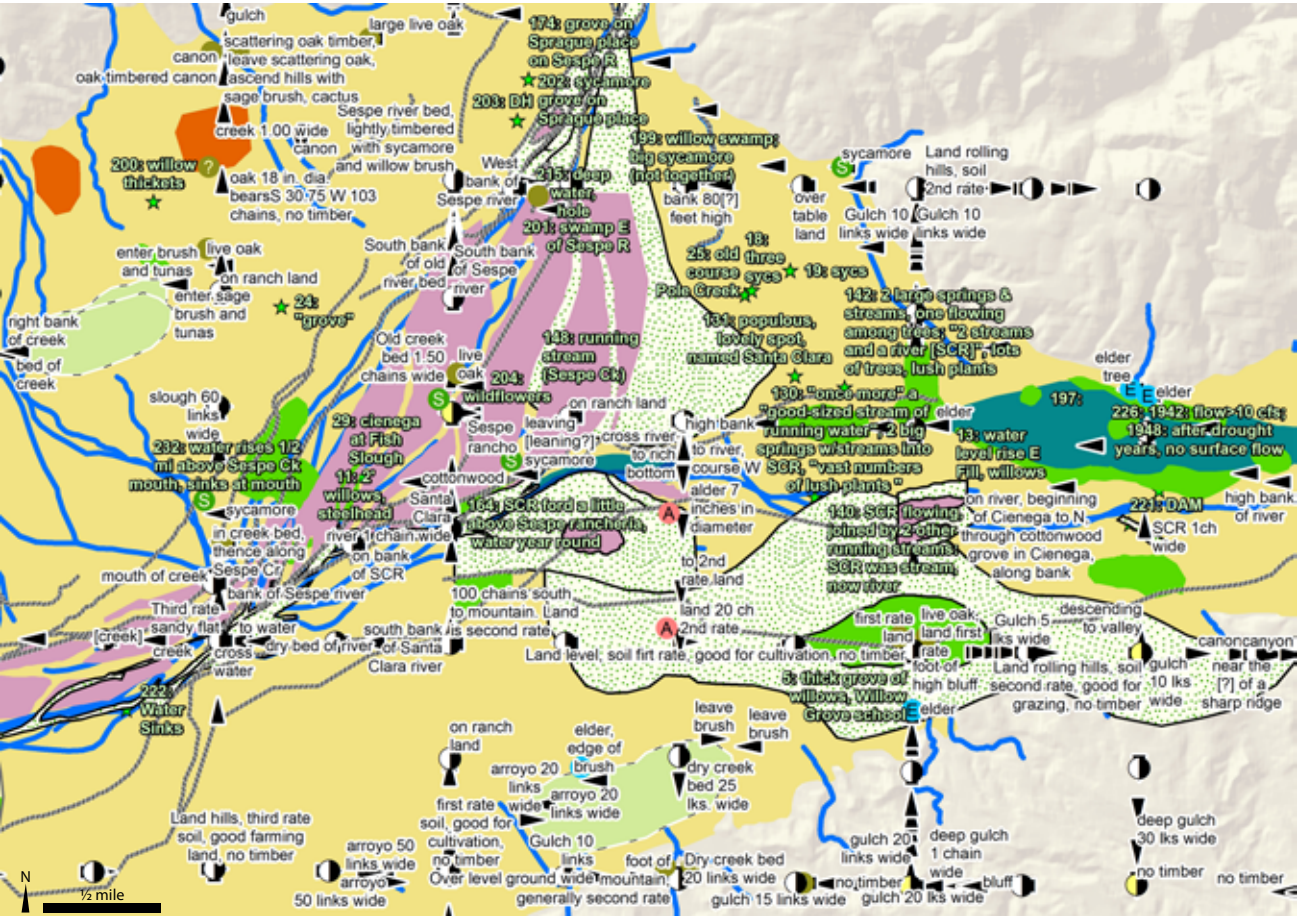 gulch
large live oak
174: grove on
Sprague place
on Sespe R
scattering oak timber,
leave scattering oak,
ascend hills with
sage brush, cactus
canon
oak timbered canon
202: sycamore
grove on
Sprague place
203: DH
Sespe river bed,
lightly timbered
with sycamore
and willow brush
creek 1.00 wide
canon
199: willow swamp;
big sycamore
(not together)
sycamore
Land rolling
hills, soil
2nd rate
200: willow
thickets
?
oak 18 in. dia.
bearsS 30.75 W 103
chains, no timber
West
bank of
Sespe river
215: deep
water,
hole
201: swamp E
of Sespe R
bank 80[?]
feet high
over
table
land
Gulch 10
links wide
Gulch 10
links wide
S
enter brush
and tunas
live oak
on ranch land
enter sage
brush and
tunas
South bank
of old
river bed
South bank
of Sespe
river
25: old
course
Pole Creek
18:
three
sycs
19: sycs
24:
"grove"
142: 2 large springs &
streams, one flowing
among trees; "2 streams
and a river [SCR]", lots
of trees, lush plants
right bank
of creek
bed of
creek
131: populous,
lovely spot,
named Santa Clara
148: running
stream
(Sespe Ck)
Old creek
bed 1.50
chains wide
live
oak
204:
wildflowers
S
elder
tree
E
E
elder
slough 60
links
wide
on ranch land
130: "once more" a
"good-sized stream of
running water"; 2 big
springs w/streams into
SCR, "vast numbers
of lush plants"
elder
197:
226: 1942: flow>10 cfs;
1948: after drought
years, no surface flow
29: cienega
at Fish
Slough
Sespe
rancho
leaving
[leaning?]
sycamore
S
high bank
cross river
to rich
bottom
to river,
course W
13: water
level rise E
Fill, willows
232: water rises 1/2
mi above Sespe Ck
mouth, sinks at mouth
11: 2'
willows,
steelhead
cottonwood
S
sycamore
Santa
Clara
river 1 chain wide
164: SCR ford a little
above Sespe rancheria,
water year round
alder 7
inches in
diameter
A
140: SCR flowing,
joined by 2 other
running streams,
SCR was stream,
now river
on river, beginning
of Cienega to N,
through cottonwood
grove in Cienega,
along bank
221: DAM
SCR 1ch
wide
high bank
of river
in creek bed,
thence along
Sespe Cr
on bank
of SCR
mouth of creek
bank of Sespe river
to 2nd
rate land
100 chains south
to mountain. Land
is second rate
Third rate
sandy flat
[creek]
creek
to water
cross
water
dry bed of river
south bank
of Santa
Clara river
land 20 ch
2nd rate
A
Land level, soil firt rate, good for cultivation, no timber
first rate
land
live oak
land first
rate
foot of
high bluff
Gulch 5
lks wide
descending
to valley
Land rolling hills, soil
second rate, good for
grazing, no timber
gulch
10 lks
wide
canoncanyon
near the
[?] of a
sharp ridge
222:
Water
Sinks
5: thick grove of
willows, Willow
Grove school
E
elder
on ranch
land
elder,
edge of
brush
leave
brush
leave
brush
arroyo 20
links
wide
arroyo 20
links wide
dry creek
bed 25
lks. wide
Land hills, third rate
soil, good farming
land, no timber
first rate
soil, good for
cultivation,
no timber
Gulch 10
links
wide
arroyo 50
links wide
arroyo
50 links wide
Over level ground
foot of
mountain,
generally second rate
Dry creek bed
20 links wide
gulch 20
links wide
deep gulch
1 chain
wide
deep gulch
30 lks wide
no timber
gulch 15 links wide
gulch 20 lks wide
bluff
no timber
no timber
N
½ mile